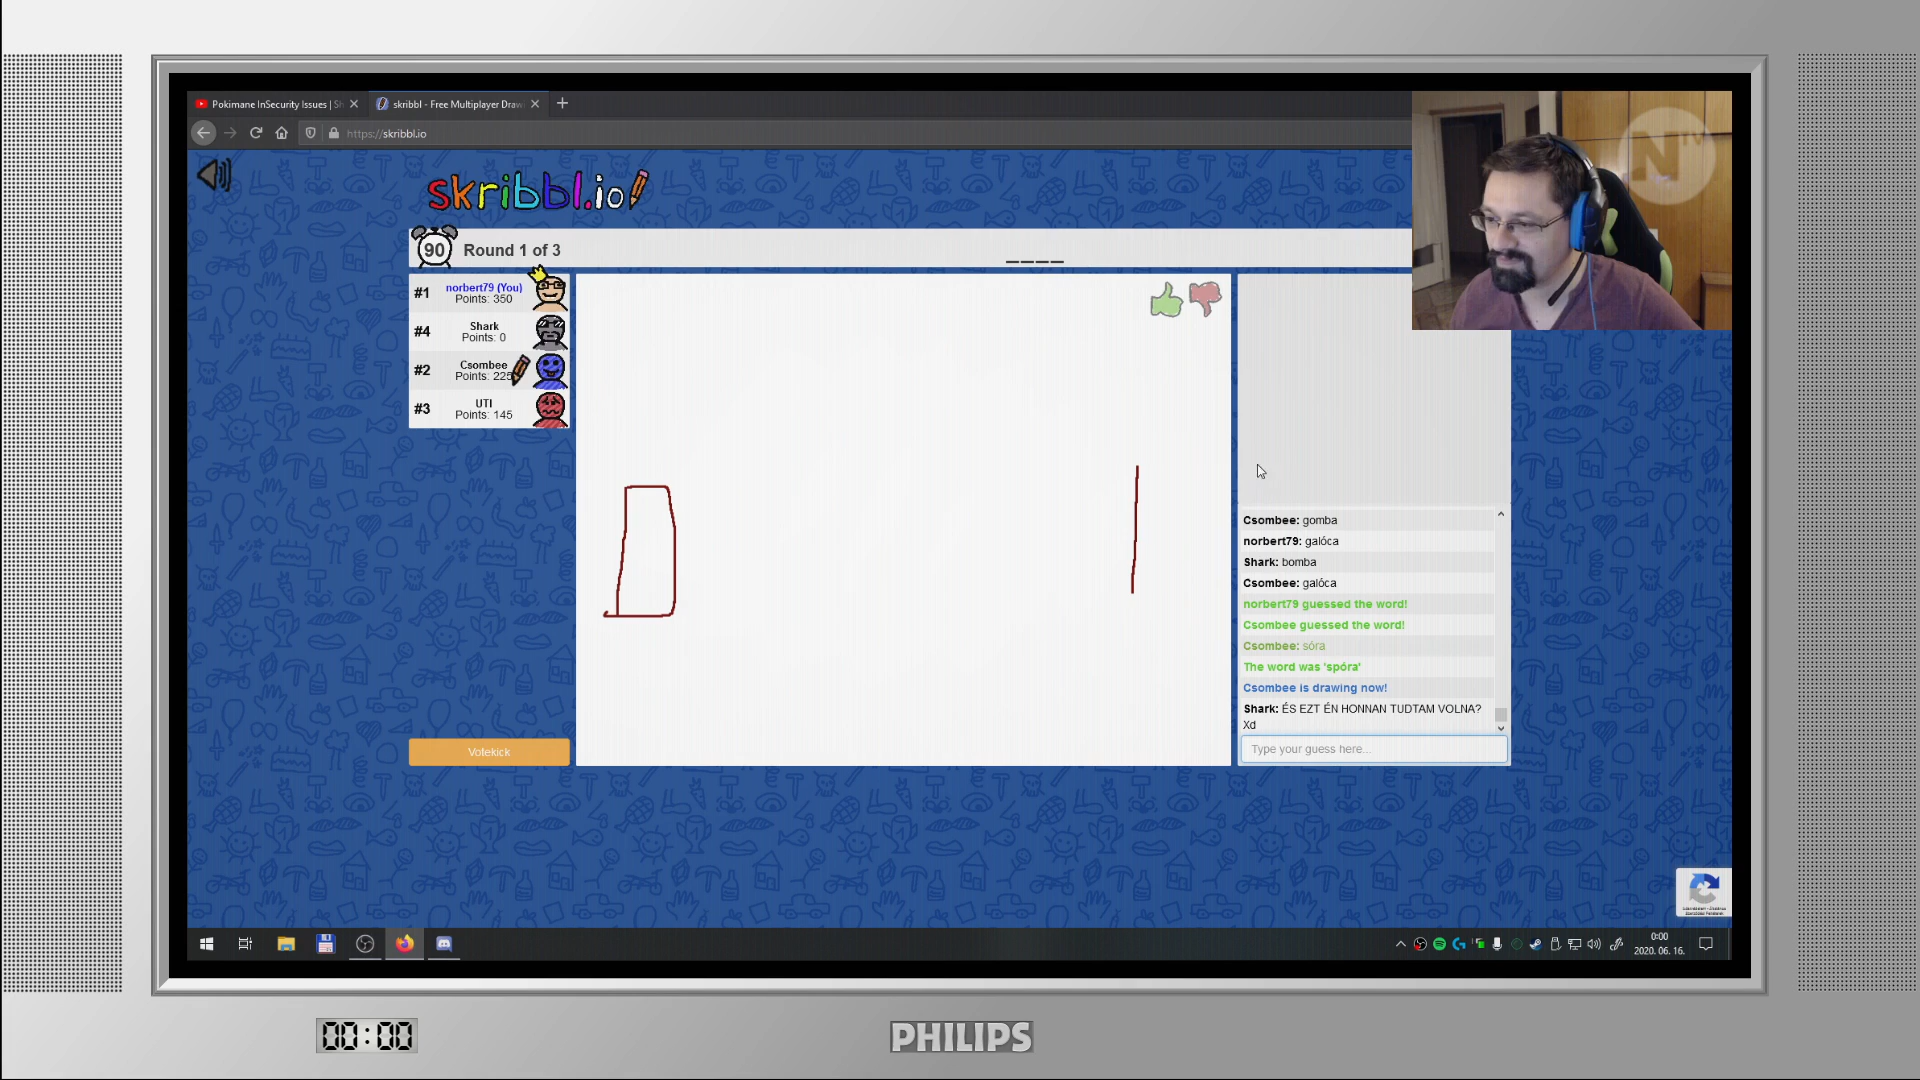 Pokimane InSecurity Issues | Sh
skribbl - Free Multiplayer Draw
https://skribbl.io
skribbl.io
90
Round 1 of 3
____
#1
norbert79 (You)
Points: 350
#4
Shark
Points: 0
#2
Csombee
Points: 225
#3
UTI
Points: 145
Votekick
Csombee: gomba
norbert79: galóca
Shark: bomba
Csombee: galóca
norbert79 guessed the word!
Csombee guessed the word!
Csombee: sóra
The word was 'spóra'
Csombee is drawing now!
Shark: ÉS EZT ÉN HONNAN TUDTAM VOLNA?
Xd
Type your guess here...
N TV
0:00
2020. 06. 16.
00:00
PHILIPS